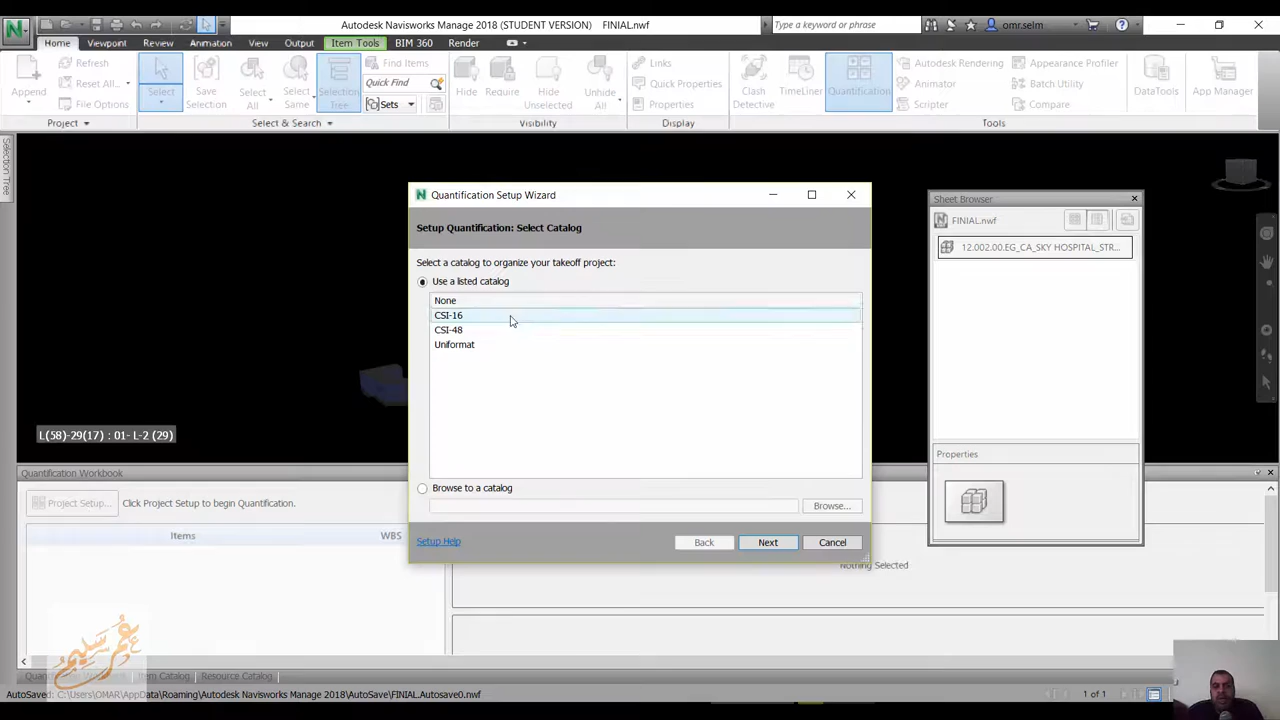 Autodesk Navisworks Manage 2018 (STUDENT VERSION) FINIAL.nwf
Type a keyword or phrase
omr.selm
Home Viewpoint Review Animation View Output Item Tools BIM 360 Render
Append
Refresh
Reset All...
File Options
Project
Select
Save Selection
Select All
Select Same
Selection Tree
Find Items
Quick Find
Sets
Select & Search
Hide
Require
Hide Unselected
Unhide All
Visibility
Links
Quick Properties
Properties
Display
Clash Detective
TimeLiner
Quantification
Autodesk Rendering
Animator
Scripter
Appearance Profiler
Batch Utility
Compare
DataTools
App Manager
Tools
Selection Tree
Quantification Setup Wizard
Setup Quantification: Select Catalog
Select a catalog to organize your takeoff project:
Use a listed catalog
None
CSI-16
CSI-48
Uniformat
Browse to a catalog
Browse...
Setup Help
Back
Next
Cancel
Sheet Browser
FINIAL.nwf
12.002.00.EG_CA_SKY HOSPITAL_STR...
Properties
L(58)-29(17) : 01- L-2 (29)
Quantification Workbook
Project Setup...
Click Project Setup to begin Quantification.
Items
WBS
Nothing Selected
عمر سليم
Item Catalog
Resource Catalog
AutoSaved: C:\Users\OMAR\AppData\Roaming\Autodesk Navisworks Manage 2018\AutoSave\FINIAL.Autosave0.nwf
1 of 1